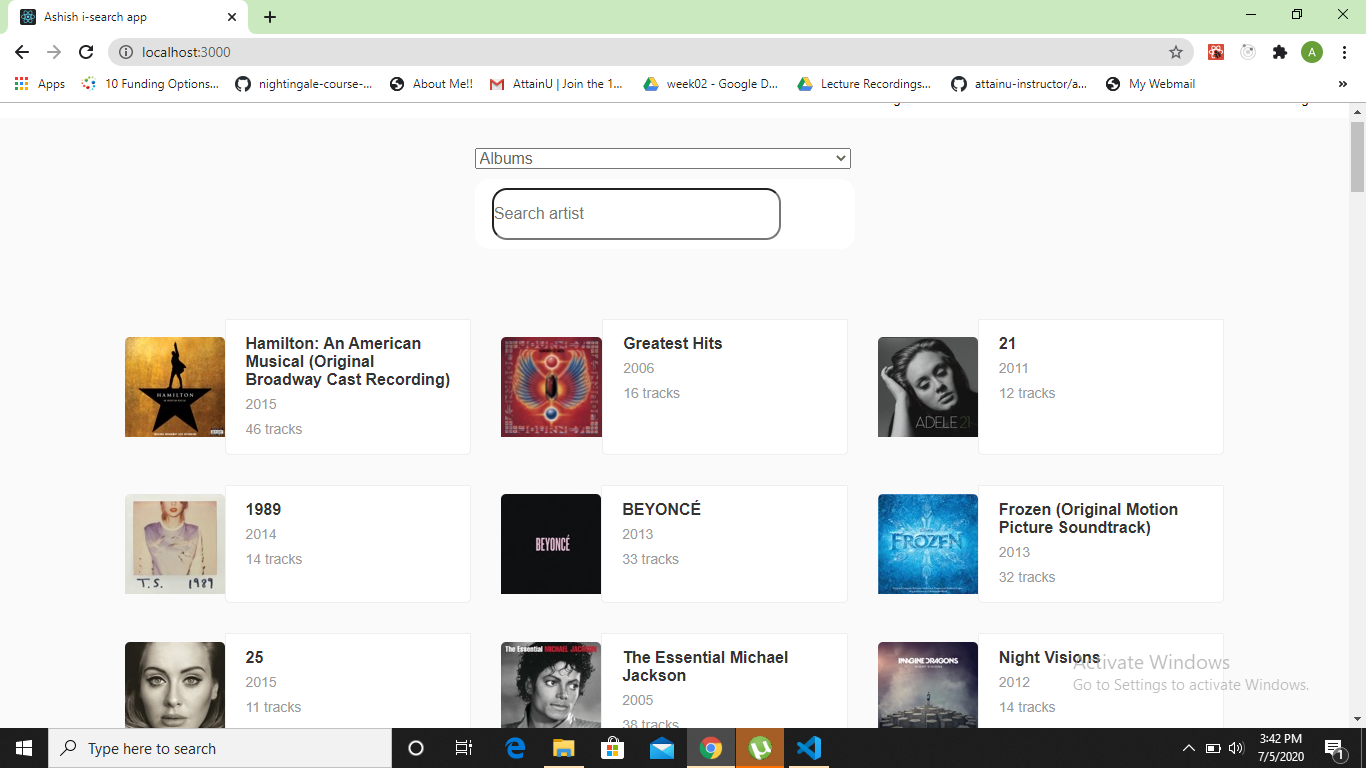 Ashish i-search app
localhost:3000
A
Apps
10 Funding Options...
nightingale-course-...
About Me!!
AttainU | Join the 1...
week02 - Google D...
Lecture Recordings...
attainu-instructor/a...
My Webmail
»
Albums
Search artist
HAMILTON
Hamilton: An American
Musical (Original
Broadway Cast Recording)
2015
46 tracks
Greatest Hits
2006
16 tracks
ADELE 21
21
2011
12 tracks
T.S. 1989
1989
2014
14 tracks
BEYONCÉ
BEYONCÉ
2013
33 tracks
FROZEN
Frozen (Original Motion
Picture Soundtrack)
2013
32 tracks
25
2015
11 tracks
The Essential MICHAEL JACKSON
The Essential Michael
Jackson
2005
38 tracks
IMAGINE DRAGONS
Night Visions
2012
14 tracks
Activate Windows
Go to Settings to activate Windows.
Type here to search
3:42 PM
7/5/2020
1